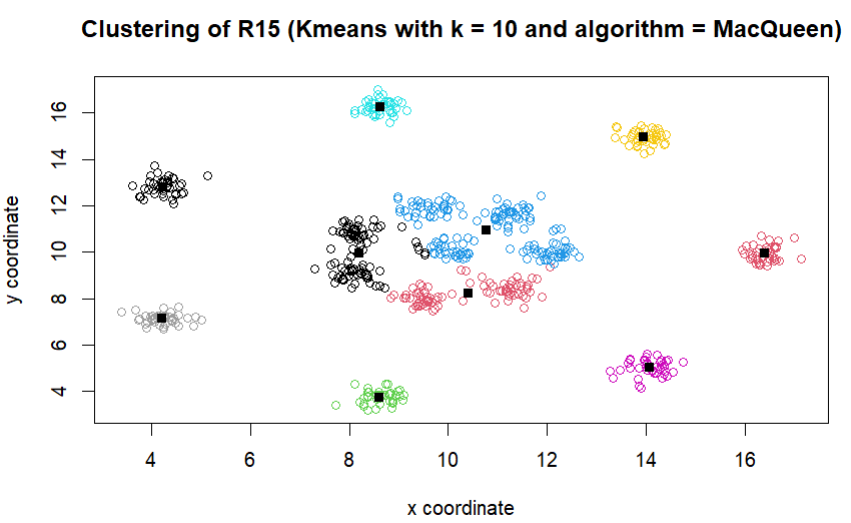 Clustering of R15 (Kmeans with k = 10 and algorithm = MacQueen)
y coordinate
16
14
12
10
8
6
4
4 6 8 10 12 14 16
x coordinate